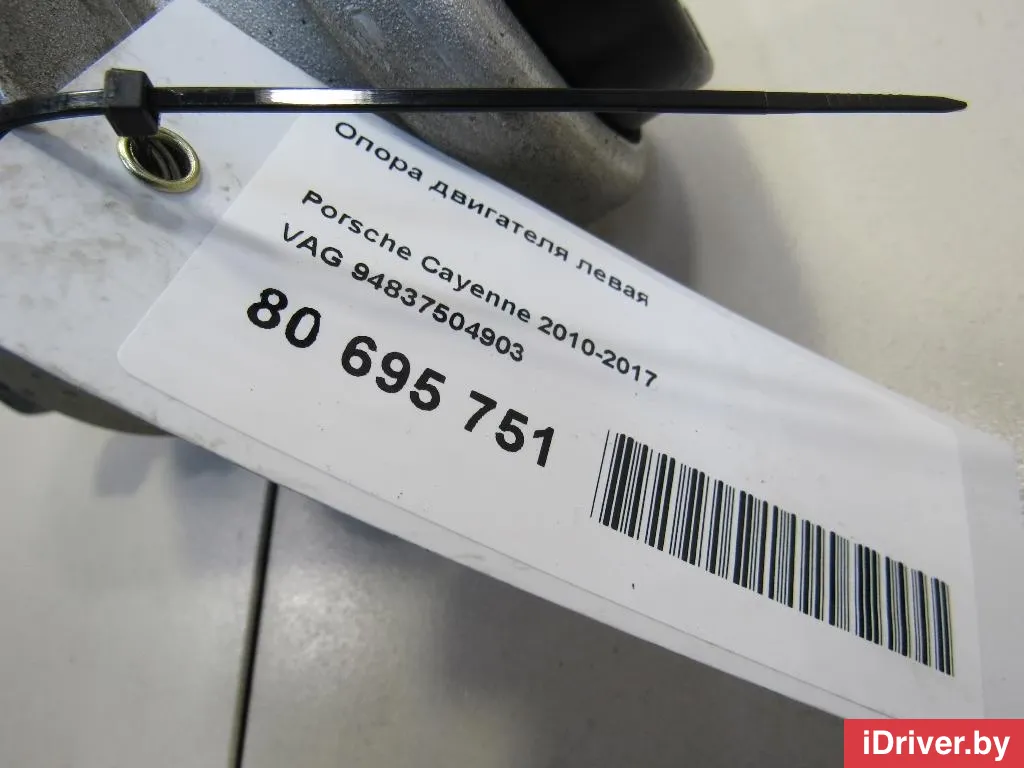 Опора двигателя левая
Porsche Cayenne 2010-2017
VAG 94837504903
80 695 751
iDriver.by